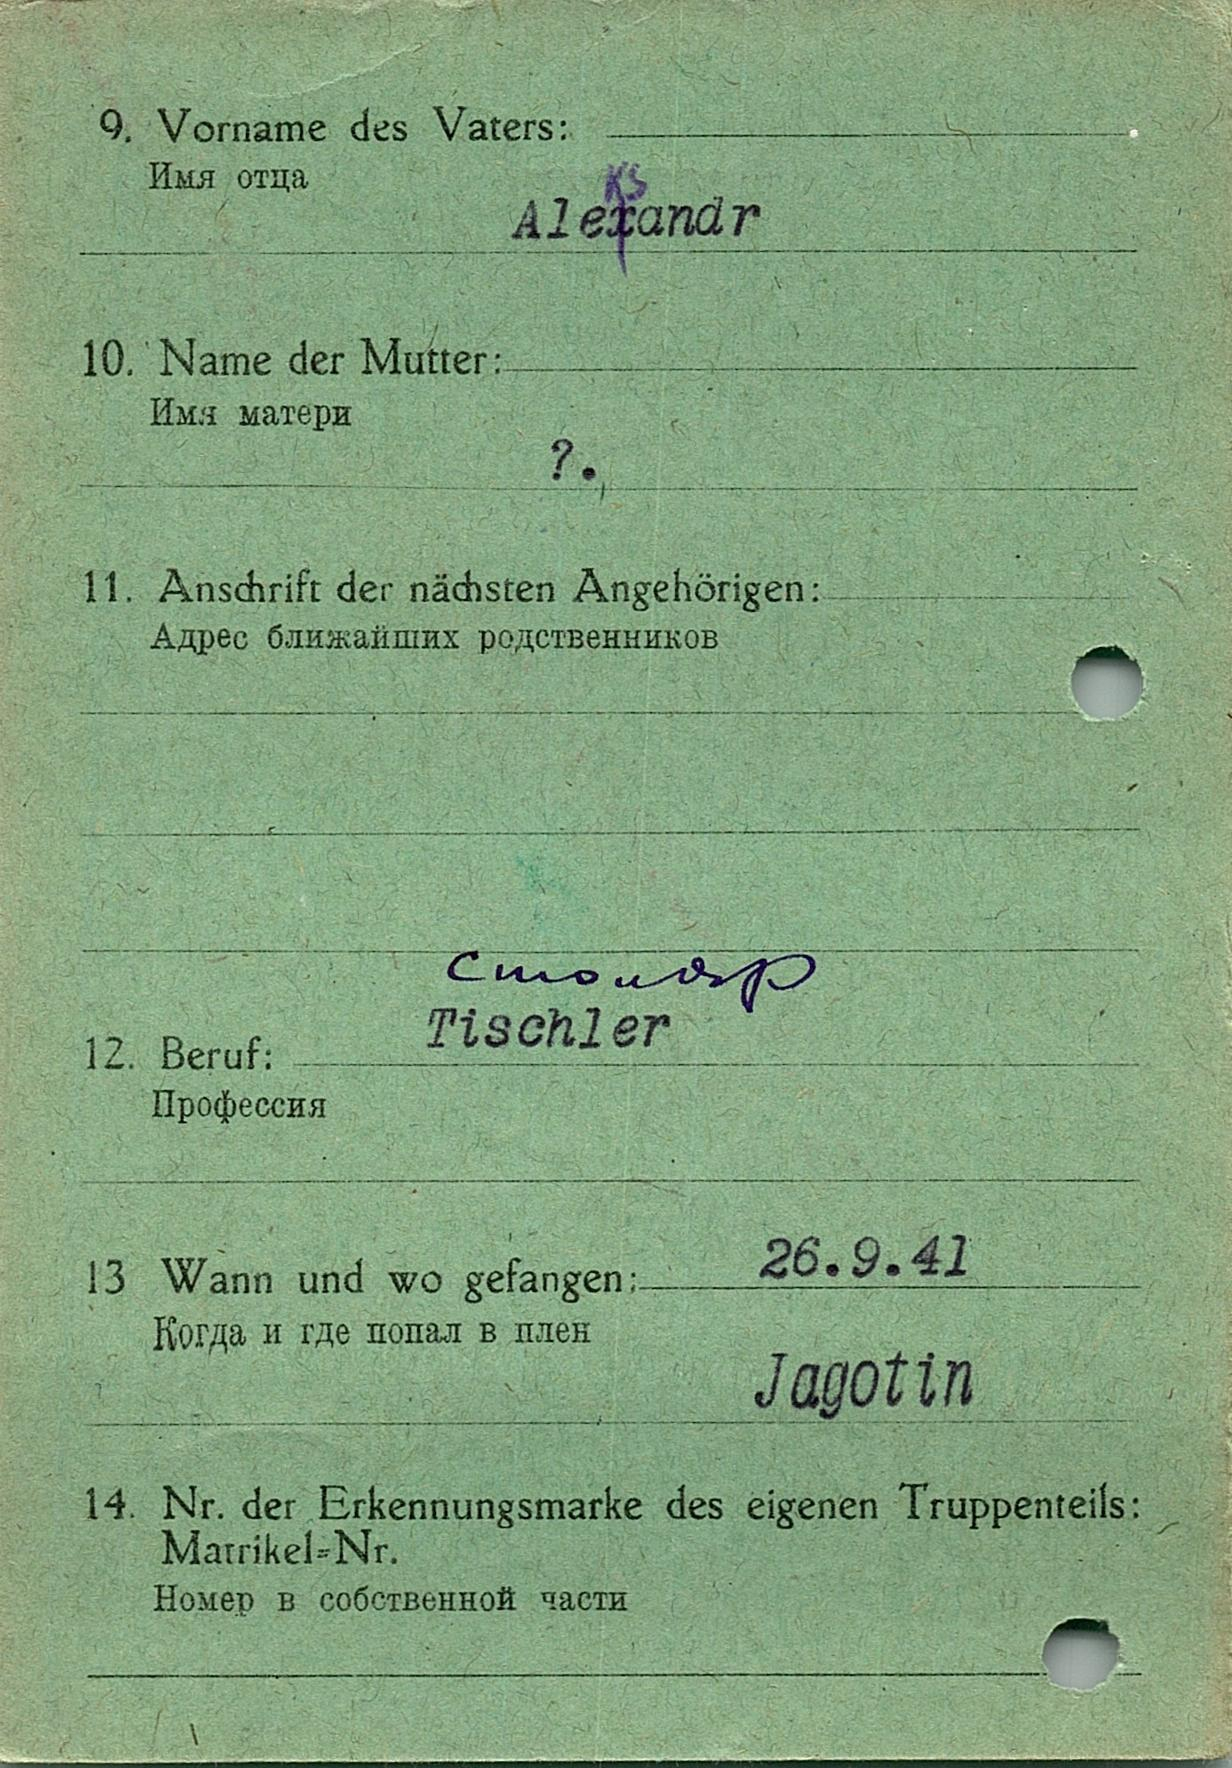 9. Vorname des Vaters:
Имя отца
KS
Alexandr
10. Name der Mutter:
Имя матери
?.
11. Anschrift der nächsten Angehörigen:
Адрес ближайших родственников
столяр
Tischler
12. Beruf:
Профессия
13 Wann und wo gefangen: 26.9.41
Когда и где попал в плен
Jagotin
14. Nr. der Erkennungsmarke des eigenen Truppenteils:
Matrikel=Nr.
Номер в собственной части